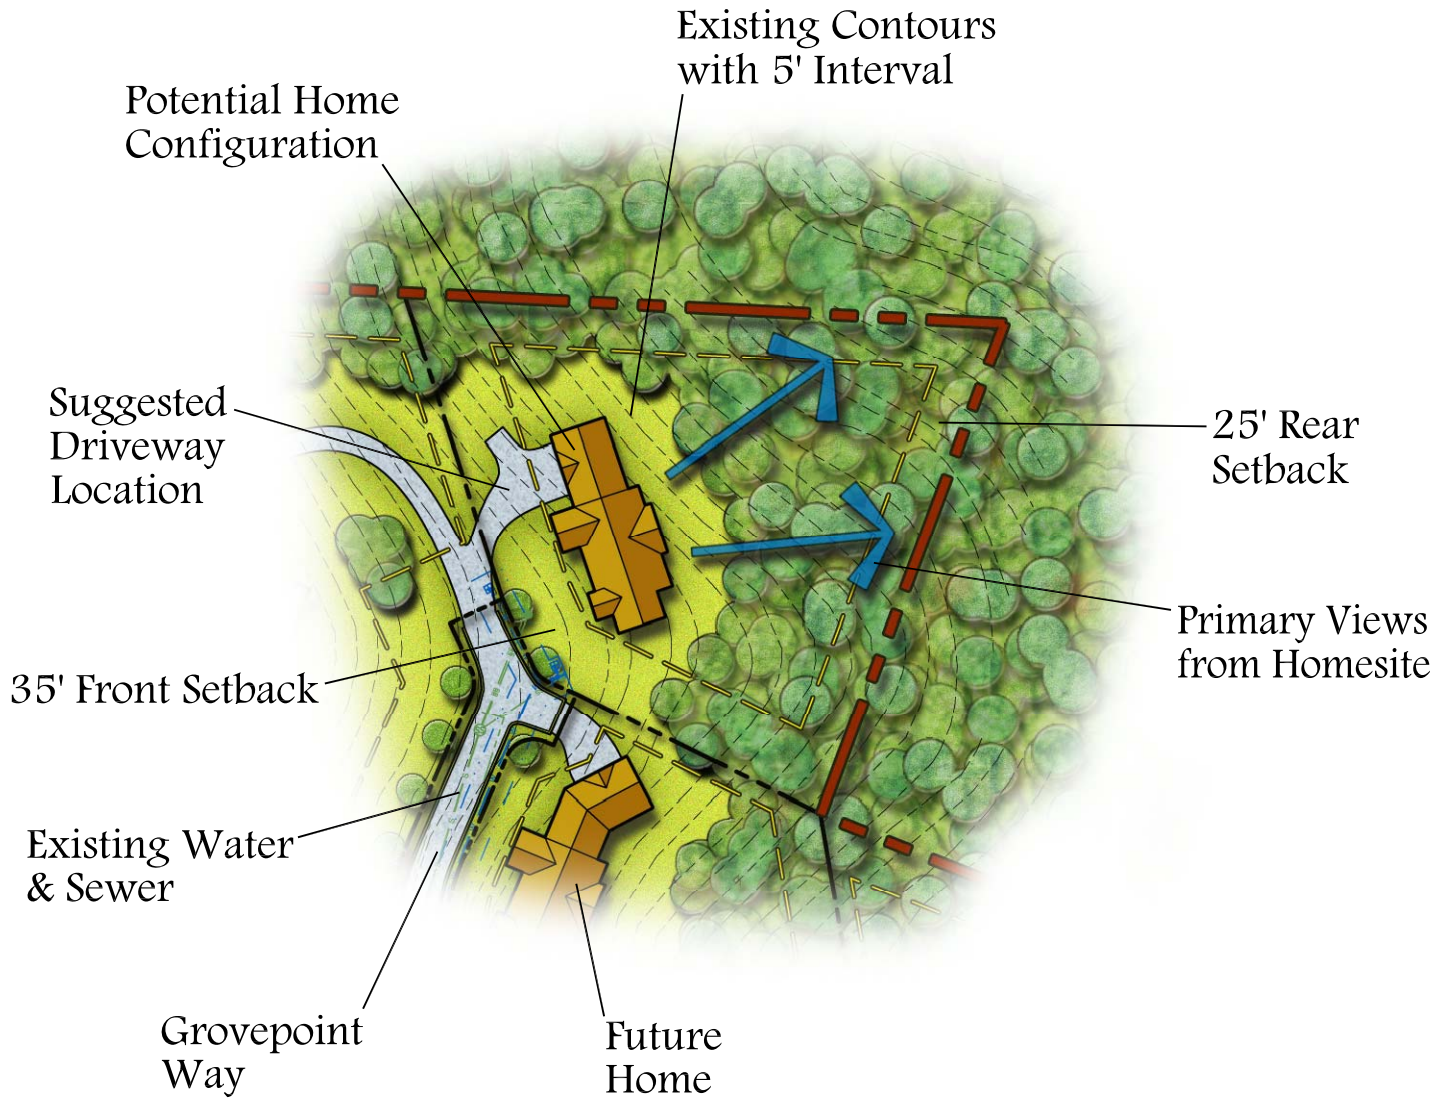 Existing Contours
with 5' Interval
Potential Home
Configuration
Suggested
Driveway
Location
25' Rear
Setback
Primary Views
from Homesite
35' Front Setback
Existing Water
& Sewer
Grovepoint
Way
Future
Home